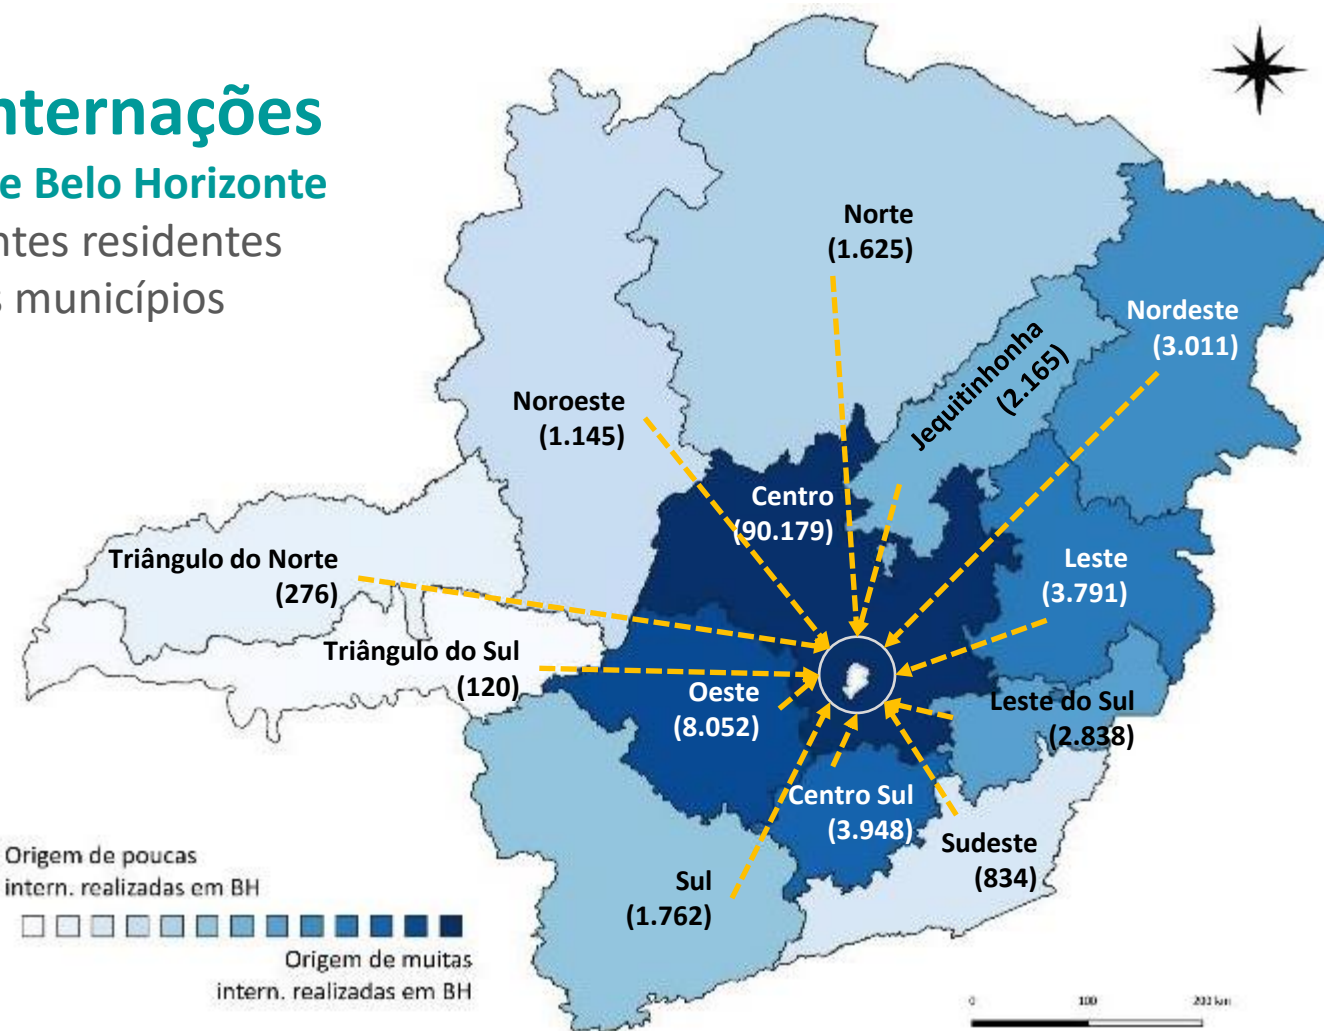 nternações
e Belo Horizonte
ntes residentes
s municípios
Norte
(1.625)
Nordeste
(3.011)
Jequitinhonha
(2.165)
Noroeste
(1.145)
Centro
(90.179)
Triângulo do Norte
(276)
Leste
(3.791)
Triângulo do Sul
(120)
Oeste
(8.052)
Leste do Sul
(2.838)
Centro Sul
(3.948)
Sudeste
(834)
Sul
(1.762)
Origem de poucas
intern. realizadas em BH
Origem de muitas
intern. realizadas em BH
0 100 200 km